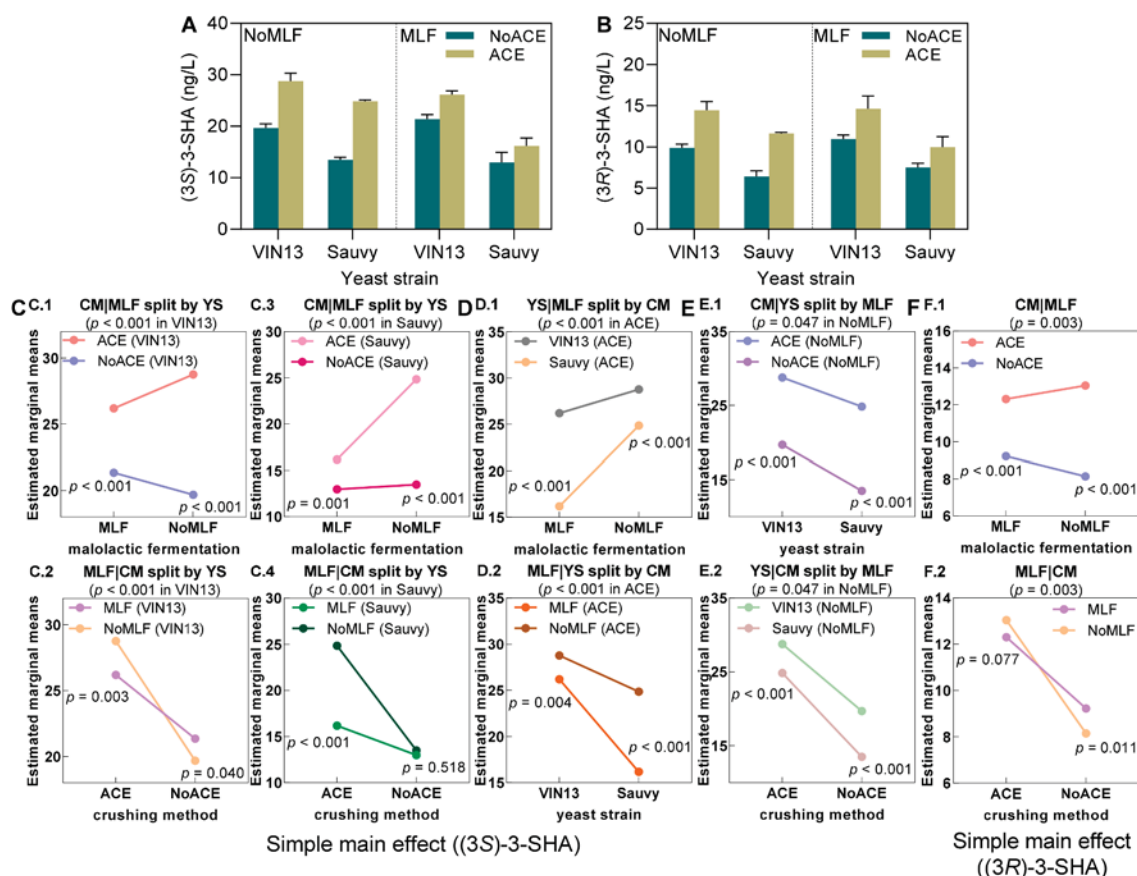 A
(3S)-3-SHA (ng/L)
40
30
20
10
0
NoMLF
MLF
NoACE
ACE
VIN13
Sauvy
VIN13
Sauvy
Yeast strain
B
(3R)-3-SHA (ng/L)
25
20
15
10
5
0
NoMLF
MLF
NoACE
ACE
VIN13
Sauvy
VIN13
Sauvy
Yeast strain
C
C.1
CM|MLF split by YS
(p < 0.001 in VIN13)
ACE (VIN13)
NoACE (VIN13)
Estimated marginal means
30
25
20
p < 0.001
p < 0.001
MLF
NoMLF
malolactic fermentation
C.3
CM|MLF split by YS
(p < 0.001 in Sauvy)
ACE (Sauvy)
NoACE (Sauvy)
Estimated marginal means
30
25
22
19
16
13
10
p = 0.001
p < 0.001
MLF
NoMLF
malolactic fermentation
D
D.1
YS|MLF split by CM
(p < 0.001 in ACE)
VIN13 (ACE)
Sauvy (ACE)
Estimated marginal means
35
30
25
20
15
p < 0.001
p < 0.001
MLF
NoMLF
malolactic fermentation
E
E.1
CM|YS split by MLF
(p = 0.047 in NoMLF)
ACE (NoMLF)
NoACE (NoMLF)
Estimated marginal means
35
25
15
p < 0.001
p < 0.001
VIN13
Sauvy
yeast strain
F
F.1
CM|MLF
(p = 0.003)
ACE
NoACE
Estimated marginal means
16
14
12
10
8
6
p < 0.001
p < 0.001
MLF
NoMLF
malolactic fermentation
C.2
MLF|CM split by YS
(p < 0.001 in VIN13)
MLF (VIN13)
NoMLF (VIN13)
Estimated marginal means
30
25
20
p = 0.003
p = 0.040
ACE
NoACE
crushing method
C.4
MLF|CM split by YS
(p < 0.001 in Sauvy)
MLF (Sauvy)
NoMLF (Sauvy)
Estimated marginal means
30
25
22
19
16
13
10
p < 0.001
p = 0.518
ACE
NoACE
crushing method
D.2
MLF|YS split by CM
(p < 0.001 in ACE)
MLF (ACE)
NoMLF (ACE)
Estimated marginal means
35
30
25
20
15
p = 0.004
p < 0.001
VIN13
Sauvy
yeast strain
E.2
YS|CM split by MLF
(p = 0.047 in NoMLF)
VIN13 (NoMLF)
Sauvy (NoMLF)
Estimated marginal means
35
25
15
p < 0.001
p < 0.001
ACE
NoACE
crushing method
F.2
MLF|CM
(p = 0.003)
MLF
NoMLF
Estimated marginal means
14
12
10
8
6
p = 0.077
p = 0.011
ACE
NoACE
crushing method
Simple main effect ((3S)-3-SHA)
Simple main effect
((3R)-3-SHA)